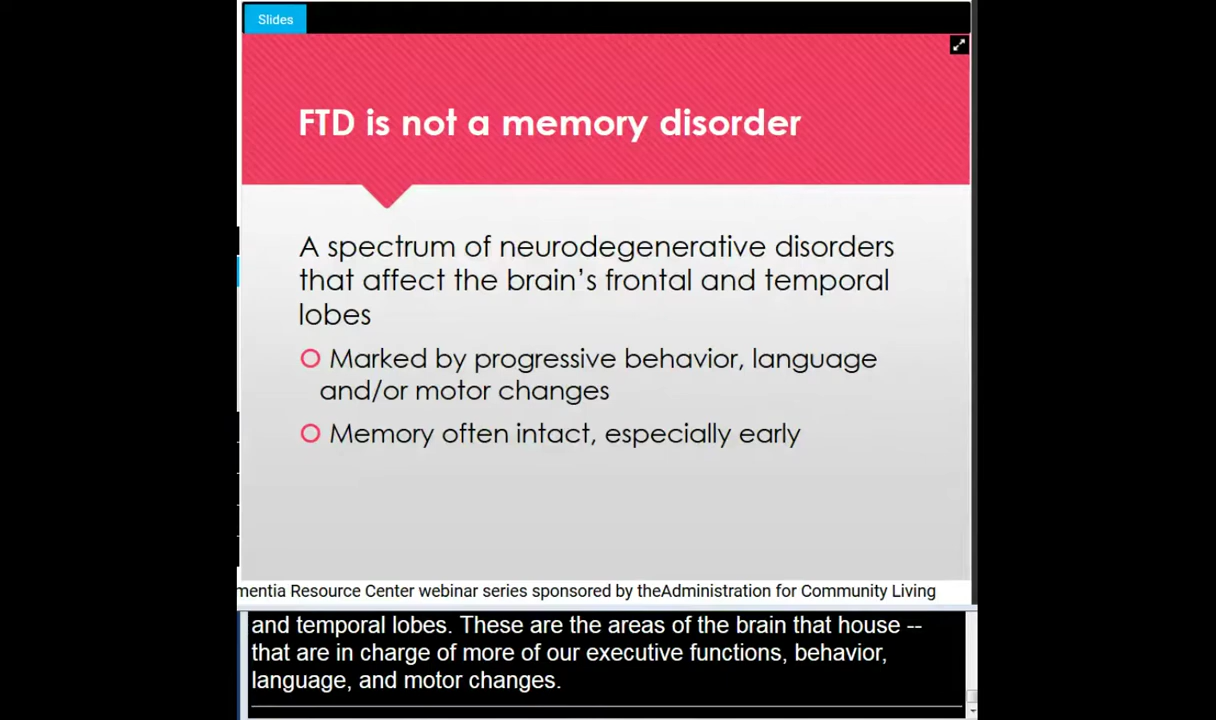 Slides
FTD is not a memory disorder
A spectrum of neurodegenerative disorders
that affect the brain's frontal and temporal
lobes
Marked by progressive behavior, language
and/or motor changes
Memory often intact, especially early
mentia Resource Center webinar series sponsored by theAdministration for Community Living
and temporal lobes. These are the areas of the brain that house --
that are in charge of more of our executive functions, behavior,
language, and motor changes.